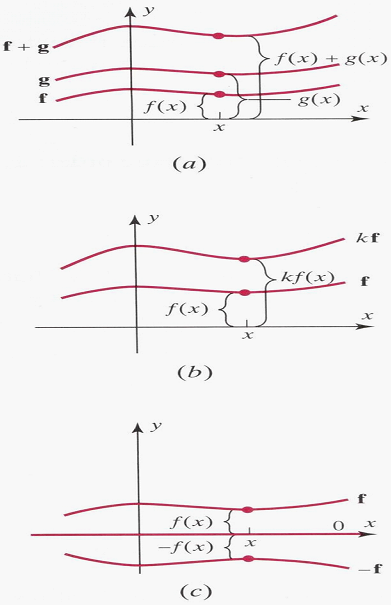 y
f + g
f(x) + g(x)
g
f
f(x)
g(x)
x
x
(a)
y
kf
kf(x)
f
f(x)
x
x
(b)
y
f
f(x)
0
x
x
−f(x)
−f
(c)